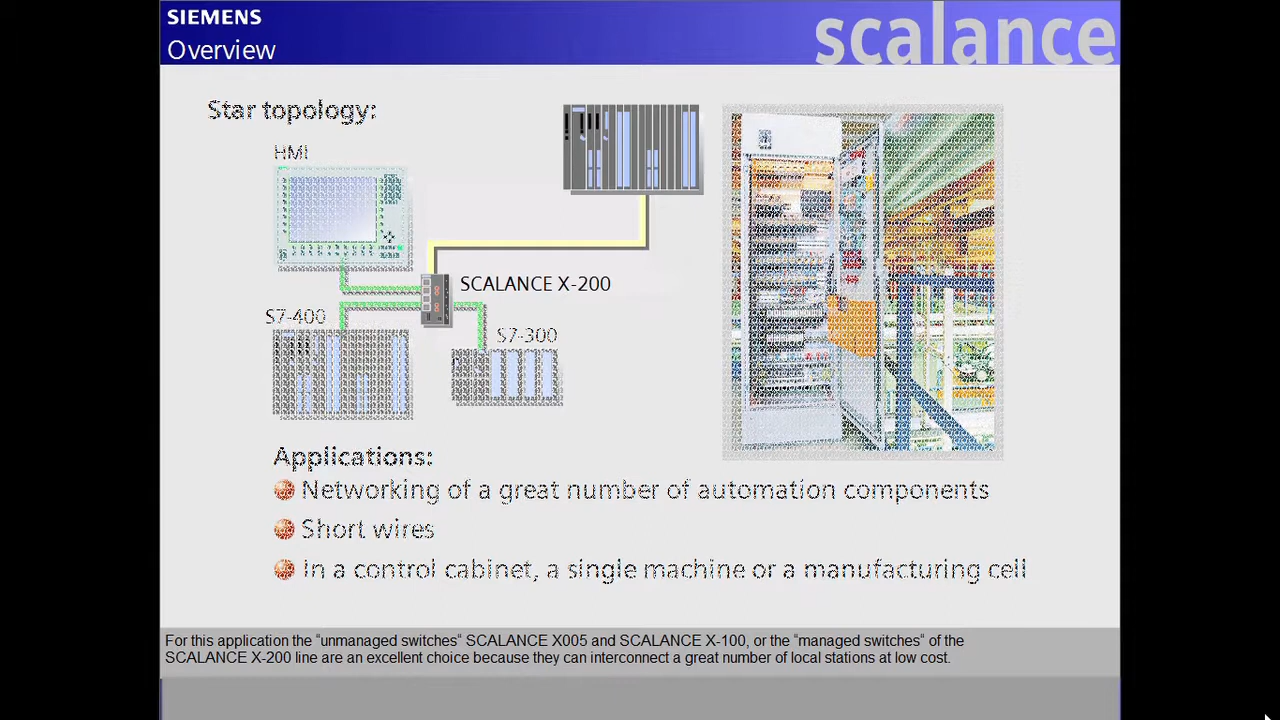 SIEMENS
Overview
scalance
Star topology:
HMI
SCALANCE X-200
S7-400
S7-300
Applications:
Networking of a great number of automation components
Short wires
In a control cabinet, a single machine or a manufacturing cell
For this application the "unmanaged switches" SCALANCE X005 and SCALANCE X-100, or the "managed switches" of the
SCALANCE X-200 line are an excellent choice because they can interconnect a great number of local stations at low cost.